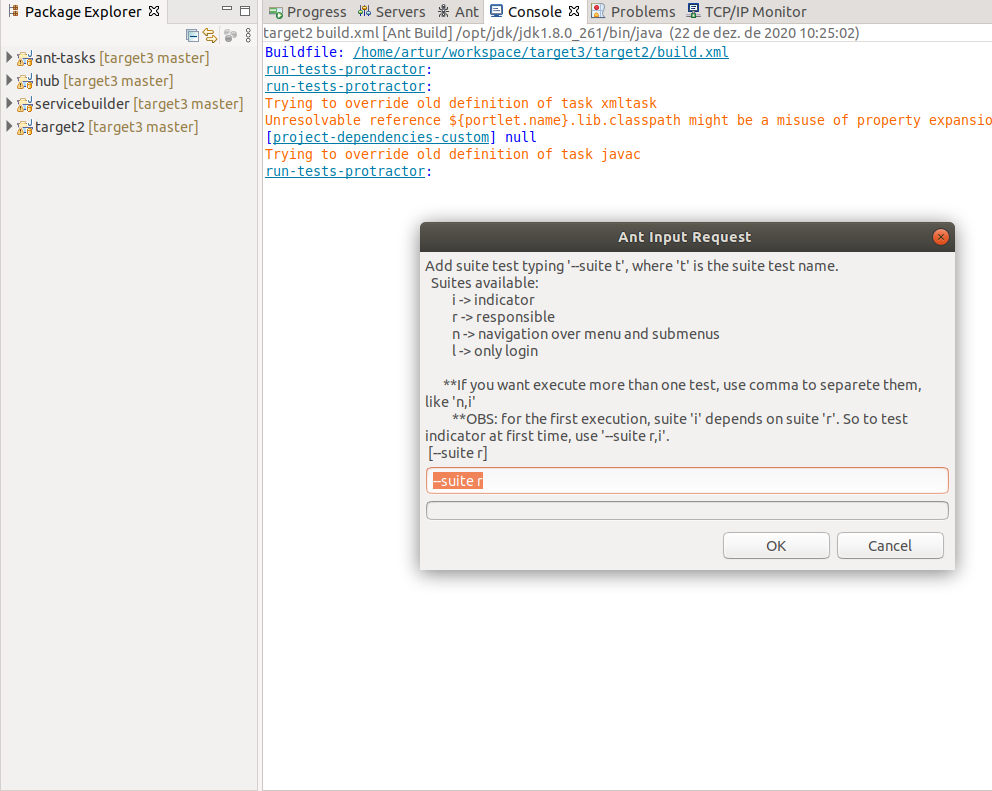 Package Explorer
ant-tasks [target3 master]
hub [target3 master]
servicebuilder [target3 master]
target2 [target3 master]
Progress Servers Ant Console Problems TCP/IP Monitor
target2 build.xml [Ant Build] /opt/jdk/jdk1.8.0_261/bin/java (22 de dez. de 2020 10:25:02)
Buildfile: /home/artur/workspace/target3/target2/build.xml
run-tests-protractor:
run-tests-protractor:
Trying to override old definition of task xmltask
Unresolvable reference ${portlet.name}.lib.classpath might be a misuse of property expansio
[project-dependencies-custom] null
Trying to override old definition of task javac
run-tests-protractor:
Ant Input Request
Add suite test typing '--suite t', where 't' is the suite test name.
Suites available:
i -> indicator
r -> responsible
n -> navigation over menu and submenus
l -> only login
**If you want execute more than one test, use comma to separete them,
like 'n,i'
**OBS: for the first execution, suite 'i' depends on suite 'r'. So to test
indicator at first time, use '--suite r,i'.
[--suite r]
--suite r
OK Cancel